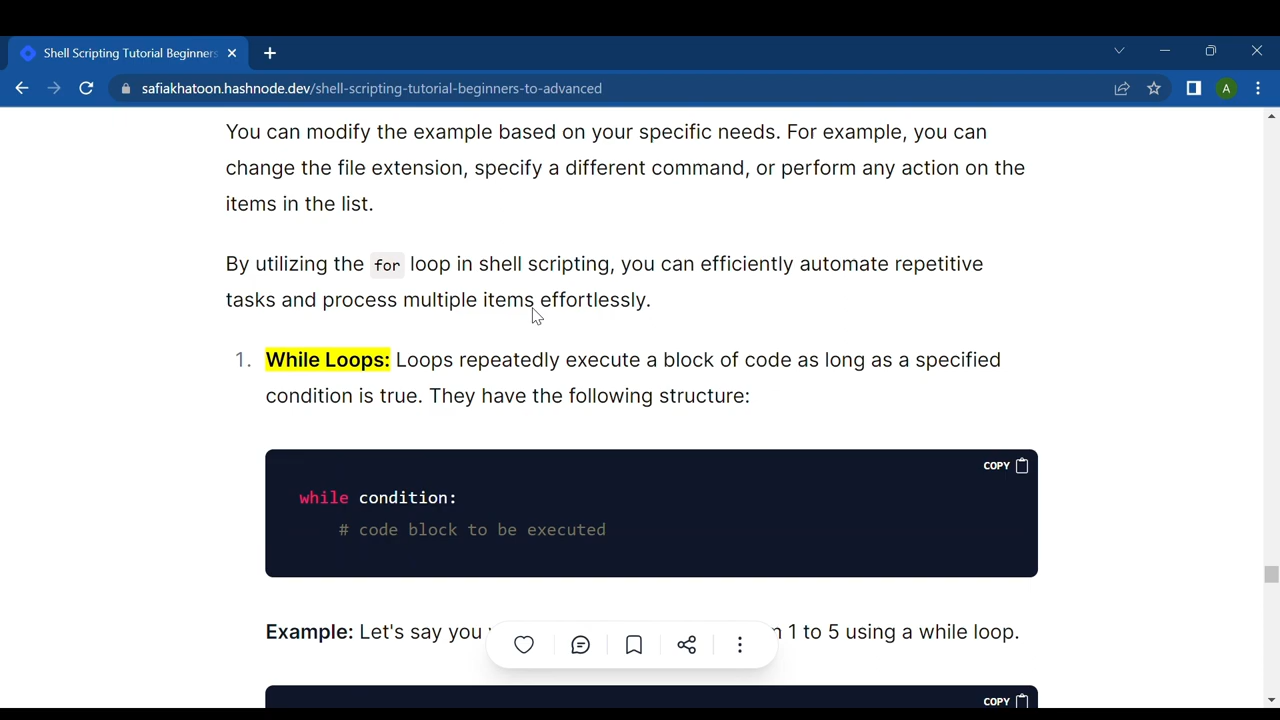 Shell Scripting Tutorial Beginners
safiakhatoon.hashnode.dev/shell-scripting-tutorial-beginners-to-advanced
A
You can modify the example based on your specific needs. For example, you can
change the file extension, specify a different command, or perform any action on the
items in the list.
By utilizing the for loop in shell scripting, you can efficiently automate repetitive
tasks and process multiple items effortlessly.
1. While Loops: Loops repeatedly execute a block of code as long as a specified
condition is true. They have the following structure:
COPY
while condition:
# code block to be executed
Example: Let's say you 1 to 5 using a while loop.
COPY